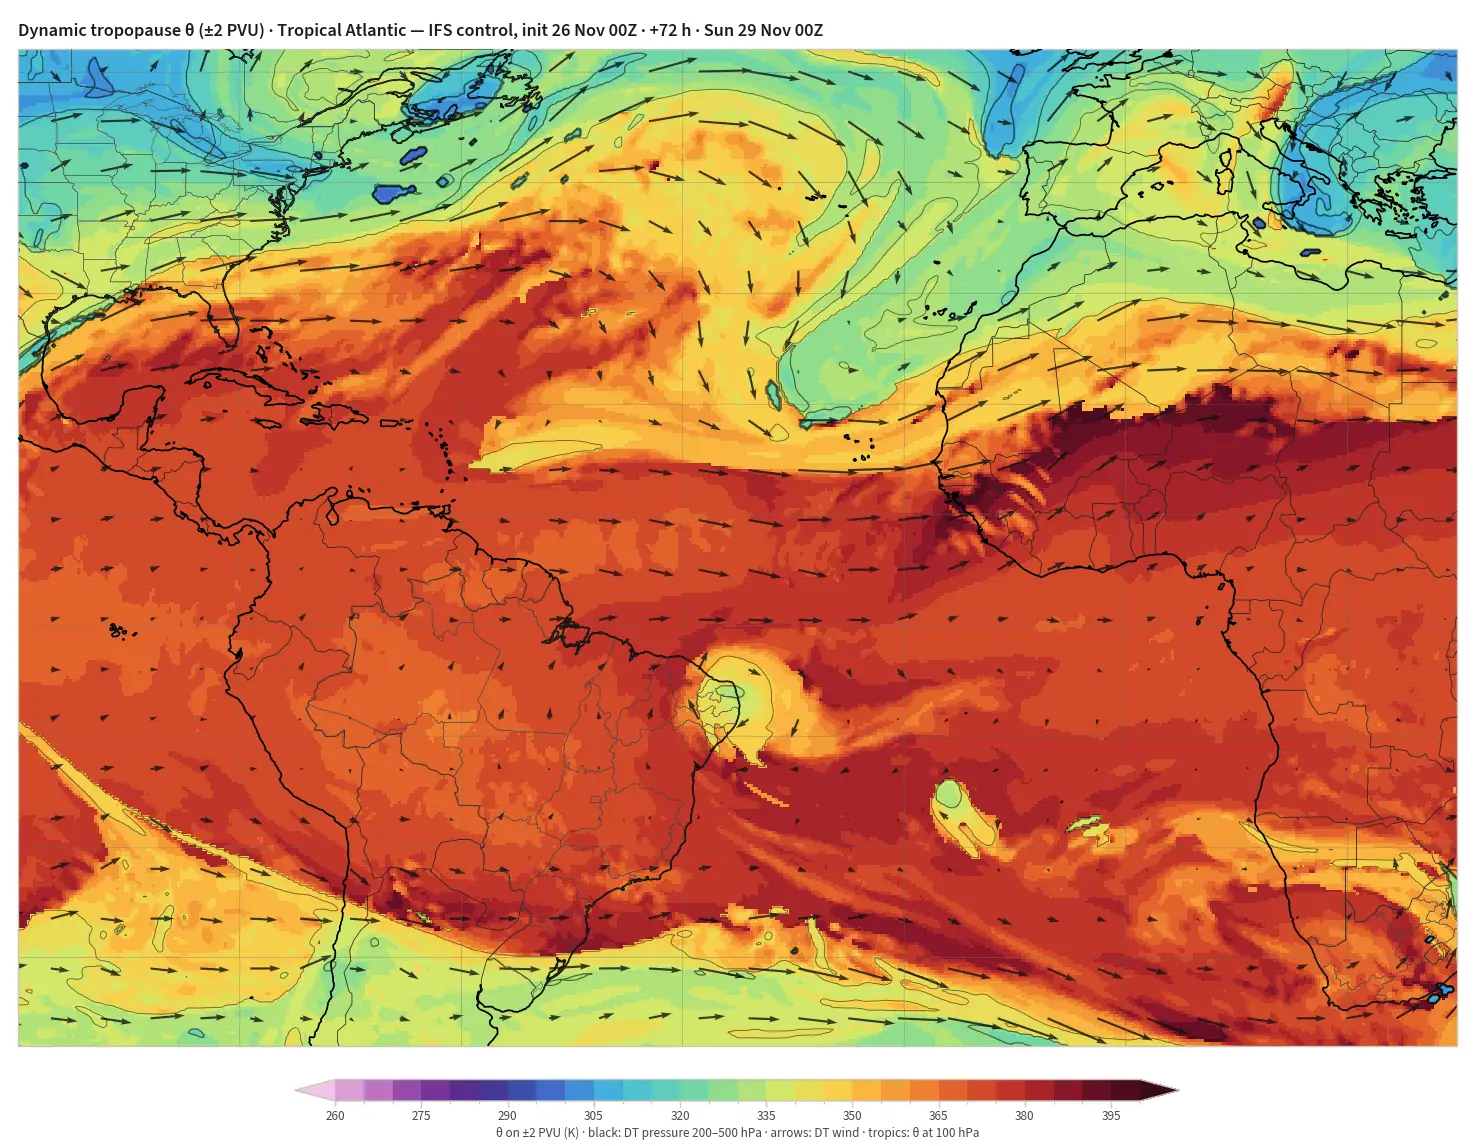 Dynamic tropopause θ (±2 PVU) · Tropical Atlantic — IFS control, init 26 Nov 00Z · +72 h · Sun 29 Nov 00Z
260 275 290 305 320 335 350 365 380 395
θ on ±2 PVU (K) · black: DT pressure 200–500 hPa · arrows: DT wind · tropics: θ at 100 hPa